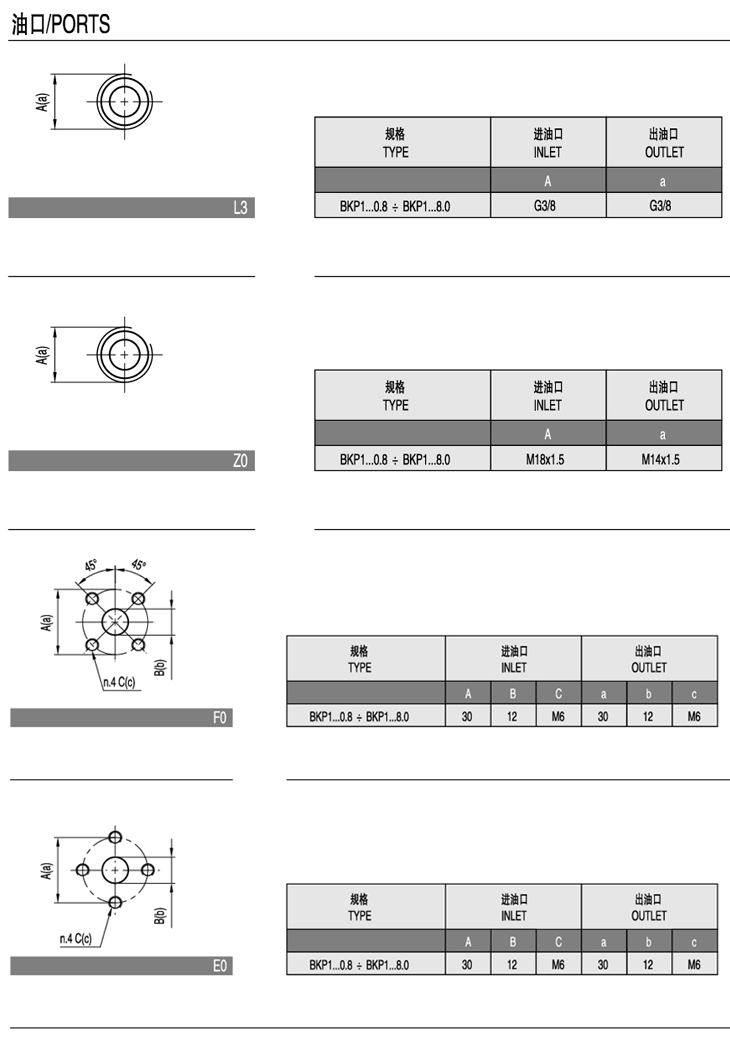 油口/PORTS
A(a)
L3
规格 进油口 出油口
TYPE INLET OUTLET
A a
BKP1...0.8 ÷ BKP1...8.0 G3/8 G3/8
A(a)
Z0
规格 进油口 出油口
TYPE INLET OUTLET
A a
BKP1...0.8 ÷ BKP1...8.0 M18x1.5 M14x1.5
45° 45°
A(a)
B(b)
n.4 C(c)
F0
规格 进油口 出油口
TYPE INLET OUTLET
A B C a b c
BKP1...0.8 ÷ BKP1...8.0 30 12 M6 30 12 M6
A(a)
B(b)
n.4 C(c)
E0
规格 进油口 出油口
TYPE INLET OUTLET
A B C a b c
BKP1...0.8 ÷ BKP1...8.0 30 12 M6 30 12 M6